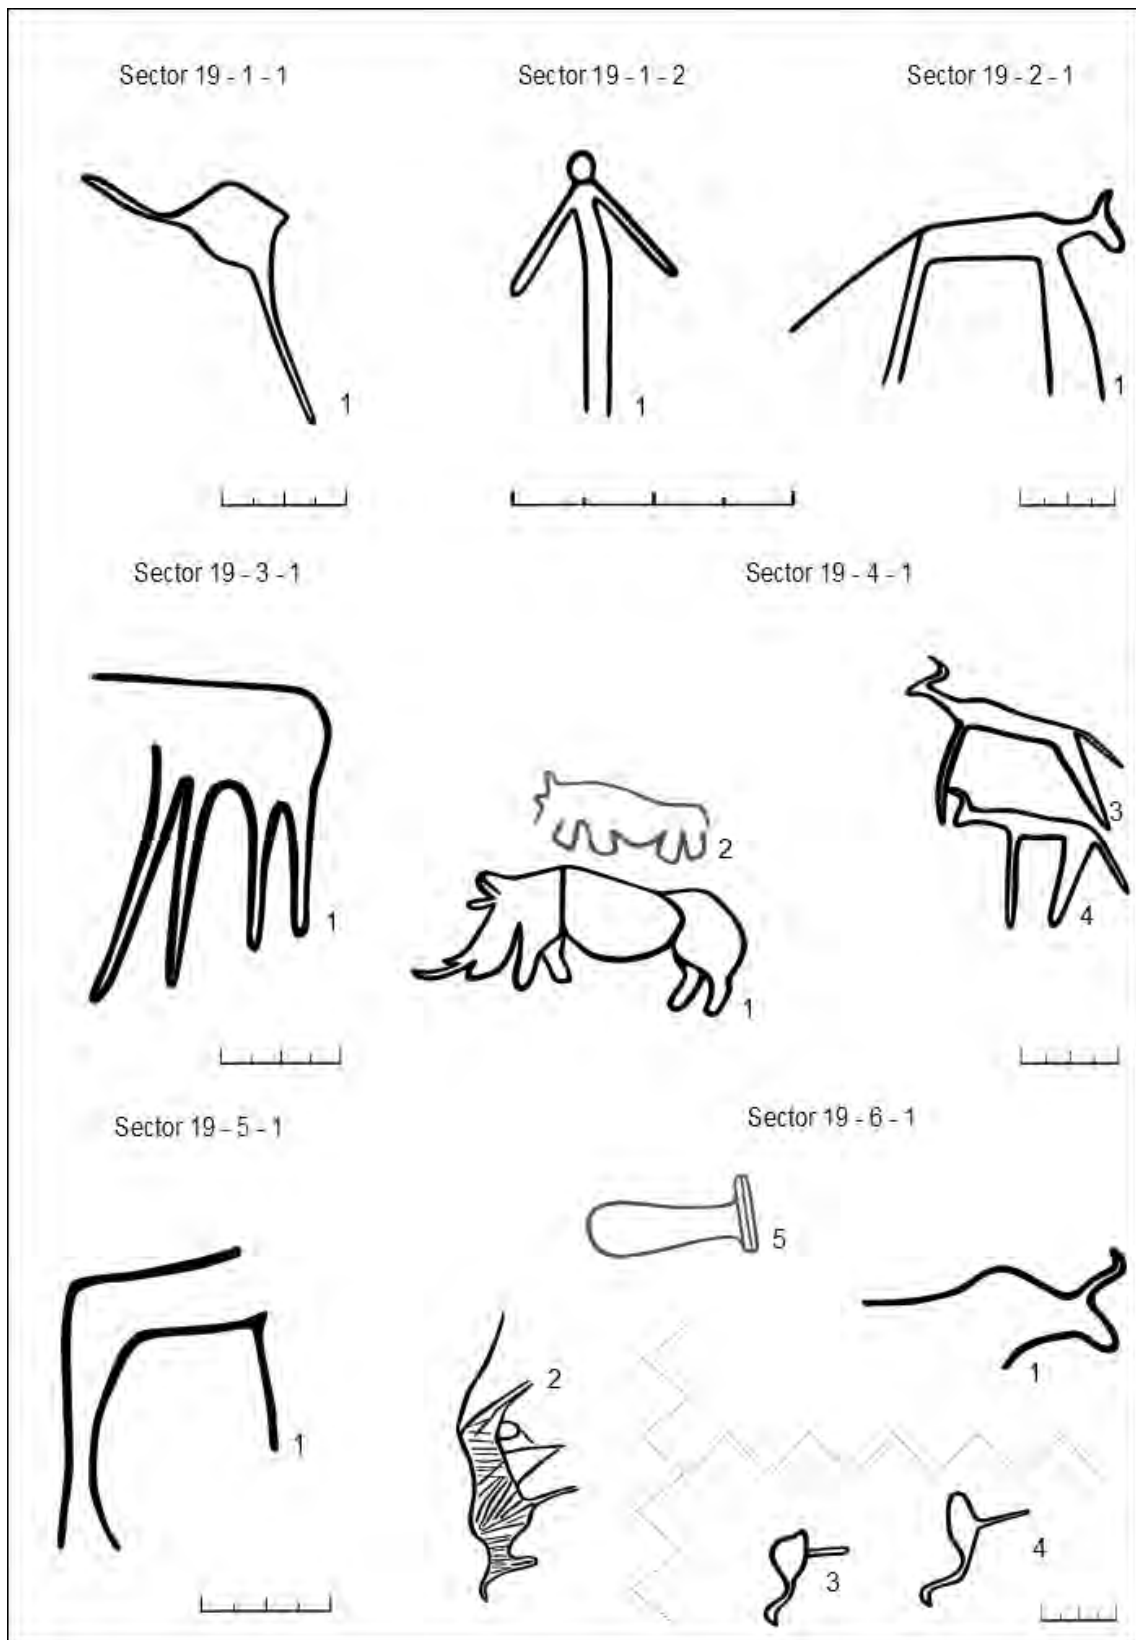 Sector 19 - 1 - 1
Sector 19 - 1 - 2
Sector 19 - 2 - 1
1
1
1
Sector 19 - 3 - 1
Sector 19 - 4 - 1
3
2
1
4
1
Sector 19 - 5 - 1
Sector 19 - 6 - 1
5
2
1
1
4
3